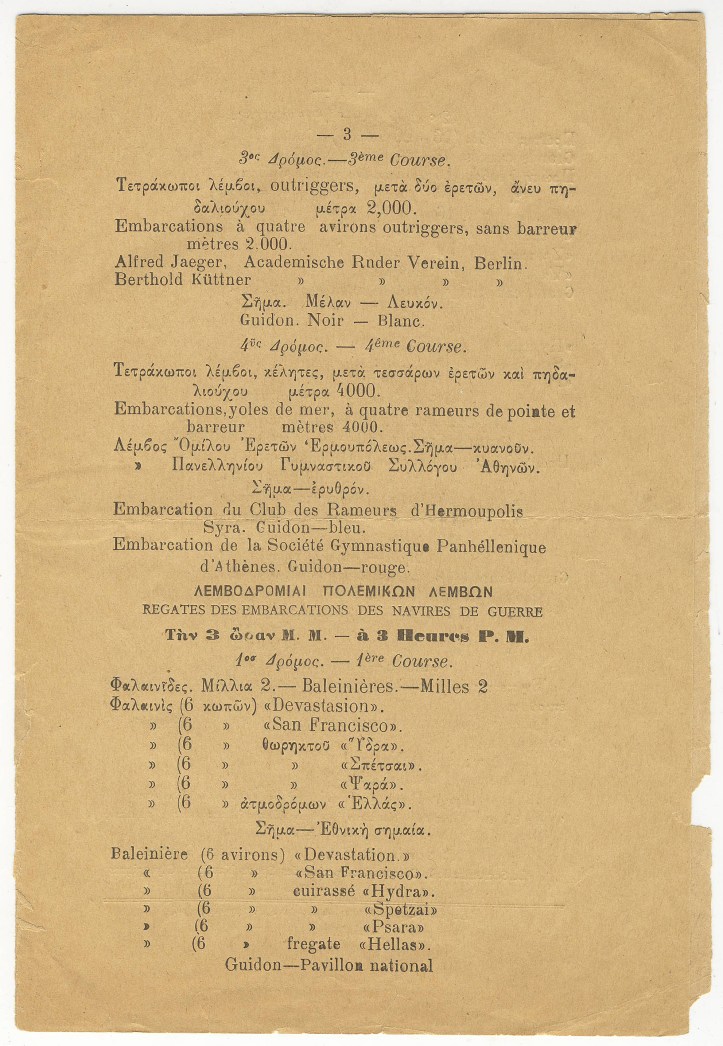 — 3 —
3ος Δρόμος.—3ème Course.
Τετράκωποι λέμβοι, outriggers, μετὰ δύο ἐρετῶν, ἄνευ πη-
δαλιούχου μέτρα 2,000.
Embarcations à quatre avirons outriggers, sans barreur
mètres 2.000.
Alfred Jaeger, Academische Rnder Verein, Berlin.
Berthold Küttner » » » »
Σῆμα. Μέλαν — Λευκόν.
Guidon. Noir — Blanc.
4ῦς Δρόμος. — 4ème Course.
Τετράκωποι λέμβοι, κέλητες, μετὰ τεσσάρων ἐρετῶν καὶ πηδα-
λιούχου μέτρα 4000.
Embarcations, yoles de mer, à quatre rameurs de pointe et
barreur mètres 4000.
Λέμβος Ὁμίλου Ἐρετῶν Ἑρμουπόλεως. Σῆμα—κυανοῦν.
» Πανελληνίου Γυμναστικοῦ Συλλόγου Ἀθηνῶν.
Σῆμα—ἐρυθρόν.
Embarcation du Club des Rameurs d'Hermoupolis
Syra. Guidon—bleu.
Embarcation de la Société Gymnastique Panhéllenique
d'Athènes. Guidon—rouge.
ΛΕΜΒΟΔΡΟΜΙΑΙ ΠΟΛΕΜΙΚΩΝ ΛΕΜΒΩΝ
REGATES DES EMBARCATIONS DES NAVIRES DE GUERRE
Τὴν 3 ὥραν Μ. Μ. — à 3 Heures P. M.
1ος Δρόμος. — 1ère Course.
Φαλαινῖδες. Μίλλια 2.— Baleinières.—Milles 2
Φαλαινὶς (6 κωπῶν) «Devastasion».
» (6 » «San Francisco».
» (6 » θωρηκτοῦ «Ὕδρα».
» (6 » » «Σπέτσαι».
» (6 » » «Ψαρά».
» (6 » ἀτμοδρόμων «Ἑλλάς».
Σῆμα—Ἐθνικὴ σημαία.
Baleinière (6 avirons) «Devastation.»
« (6 » «San Francisco».
» (6 » euirassé «Hydra».
» (6 » » «Spetzai»
» (6 » » «Psara»
» (6 » fregate «Hellas».
Guidon—Pavillon national